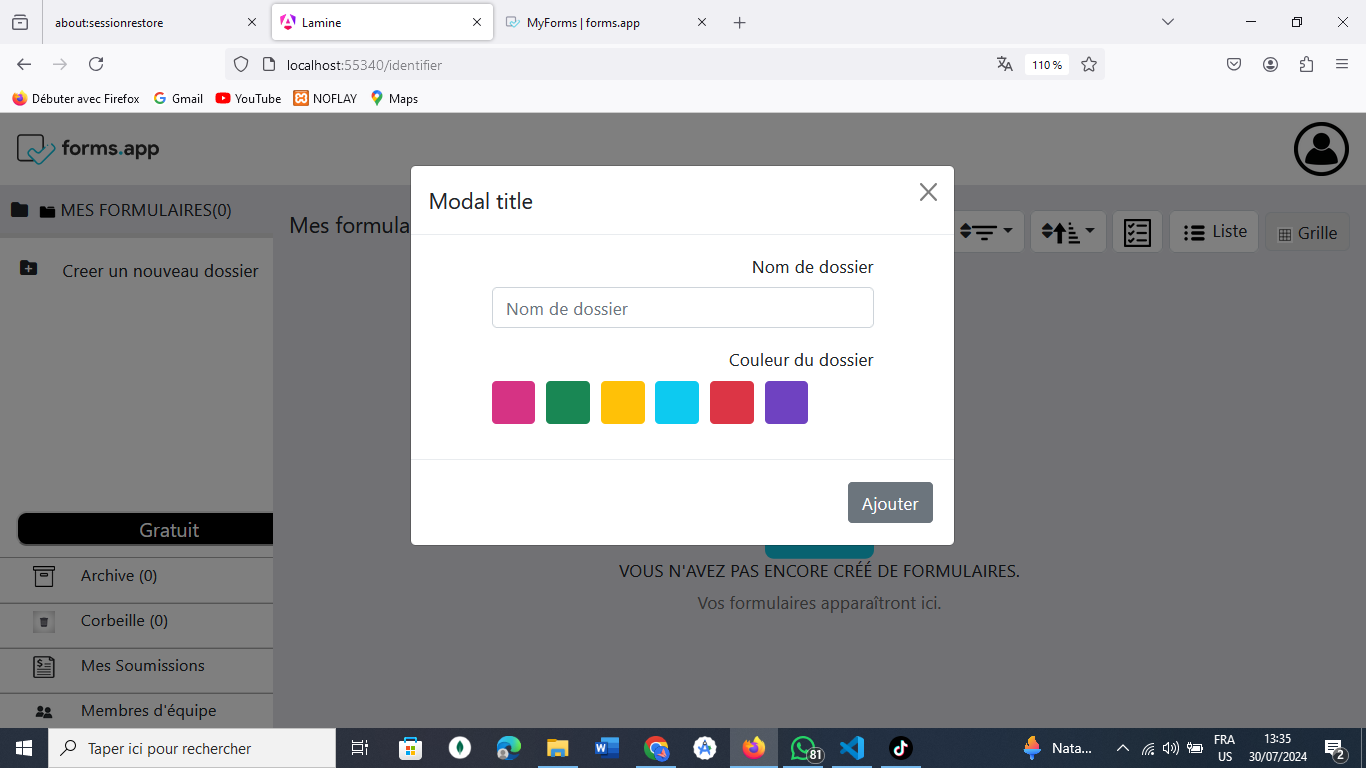 about:sessionrestore
Lamine
MyForms | forms.app
localhost:55340/identifier
110 %
Débuter avec Firefox
Gmail
YouTube
NOFLAY
Maps
forms.app
Modal title
MES FORMULAIRES(0)
Mes formula
Liste
Grille
Creer un nouveau dossier
Nom de dossier
Nom de dossier
Couleur du dossier
Ajouter
Gratuit
VOUS N'AVEZ PAS ENCORE CRÉÉ DE FORMULAIRES.
Vos formulaires apparaîtront ici.
Archive (0)
Corbeille (0)
Mes Soumissions
Membres d'équipe
Taper ici pour rechercher
W
81
Nata...
FRA
US
13:35
30/07/2024
2